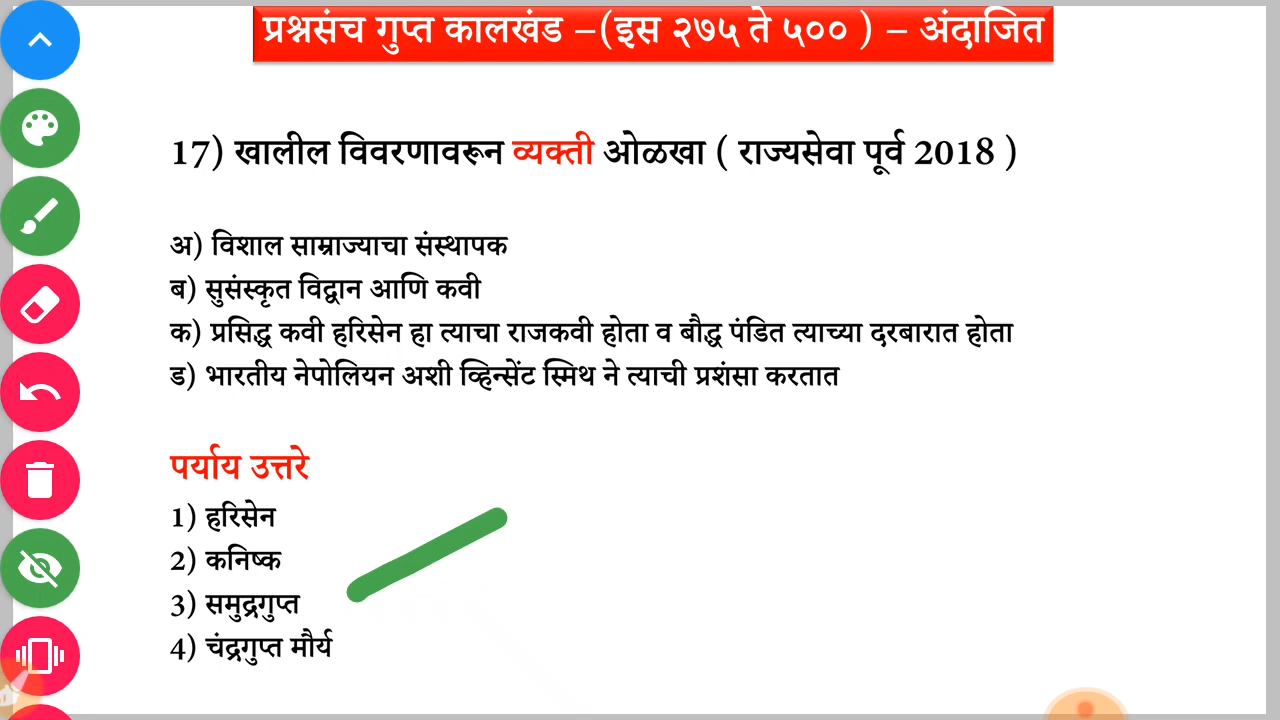 प्रश्नसंच गुप्त कालखंड –(इस २७५ ते ५०० ) – अंदाजित
17) खालील विवरणावरून व्यक्ती ओळखा ( राज्यसेवा पूर्व 2018 )
अ) विशाल साम्राज्याचा संस्थापक
ब) सुसंस्कृत विद्वान आणि कवी
क) प्रसिद्ध कवी हरिसेन हा त्याचा राजकवी होता व बौद्ध पंडित त्याच्या दरबारात होता
ड) भारतीय नेपोलियन अशी व्हिन्सेंट स्मिथ ने त्याची प्रशंसा करतात
पर्याय उत्तरे
1) हरिसेन
2) कनिष्क
3) समुद्रगुप्त
4) चंद्रगुप्त मौर्य